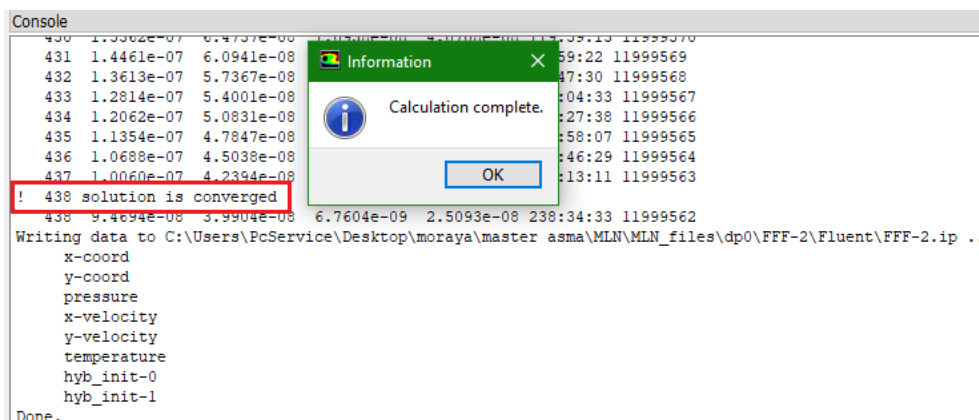 Console
431 1.4461e-07 6.0941e-08 59:22 11999569
432 1.3613e-07 5.7367e-08 47:30 11999568
433 1.2814e-07 5.4001e-08 :04:33 11999567
434 1.2062e-07 5.0831e-08 :27:38 11999566
435 1.1354e-07 4.7847e-08 :58:07 11999565
436 1.0688e-07 4.5038e-08 :46:29 11999564
437 1.0060e-07 4.2394e-08 :13:11 11999563
! 438 solution is converged
438 9.4694e-08 3.9904e-08 6.7604e-09 2.5093e-08 238:34:33 11999562
Writing data to C:\Users\PcService\Desktop\moraya\master asma\MLN\MLN_files\dp0\FFF-2\Fluent\FFF-2.ip ..
x-coord
y-coord
pressure
x-velocity
y-velocity
temperature
hyb_init-0
hyb_init-1
Done.
Information
Calculation complete.
OK